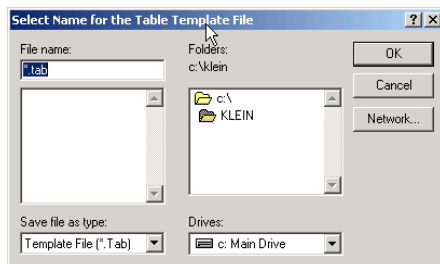 Select Name for the Table Template File
File name:
*.tab
Folders:
c:\klein
c:\
KLEIN
OK
Cancel
Network...
Save file as type:
Template File (*.Tab)
Drives:
c: Main Drive